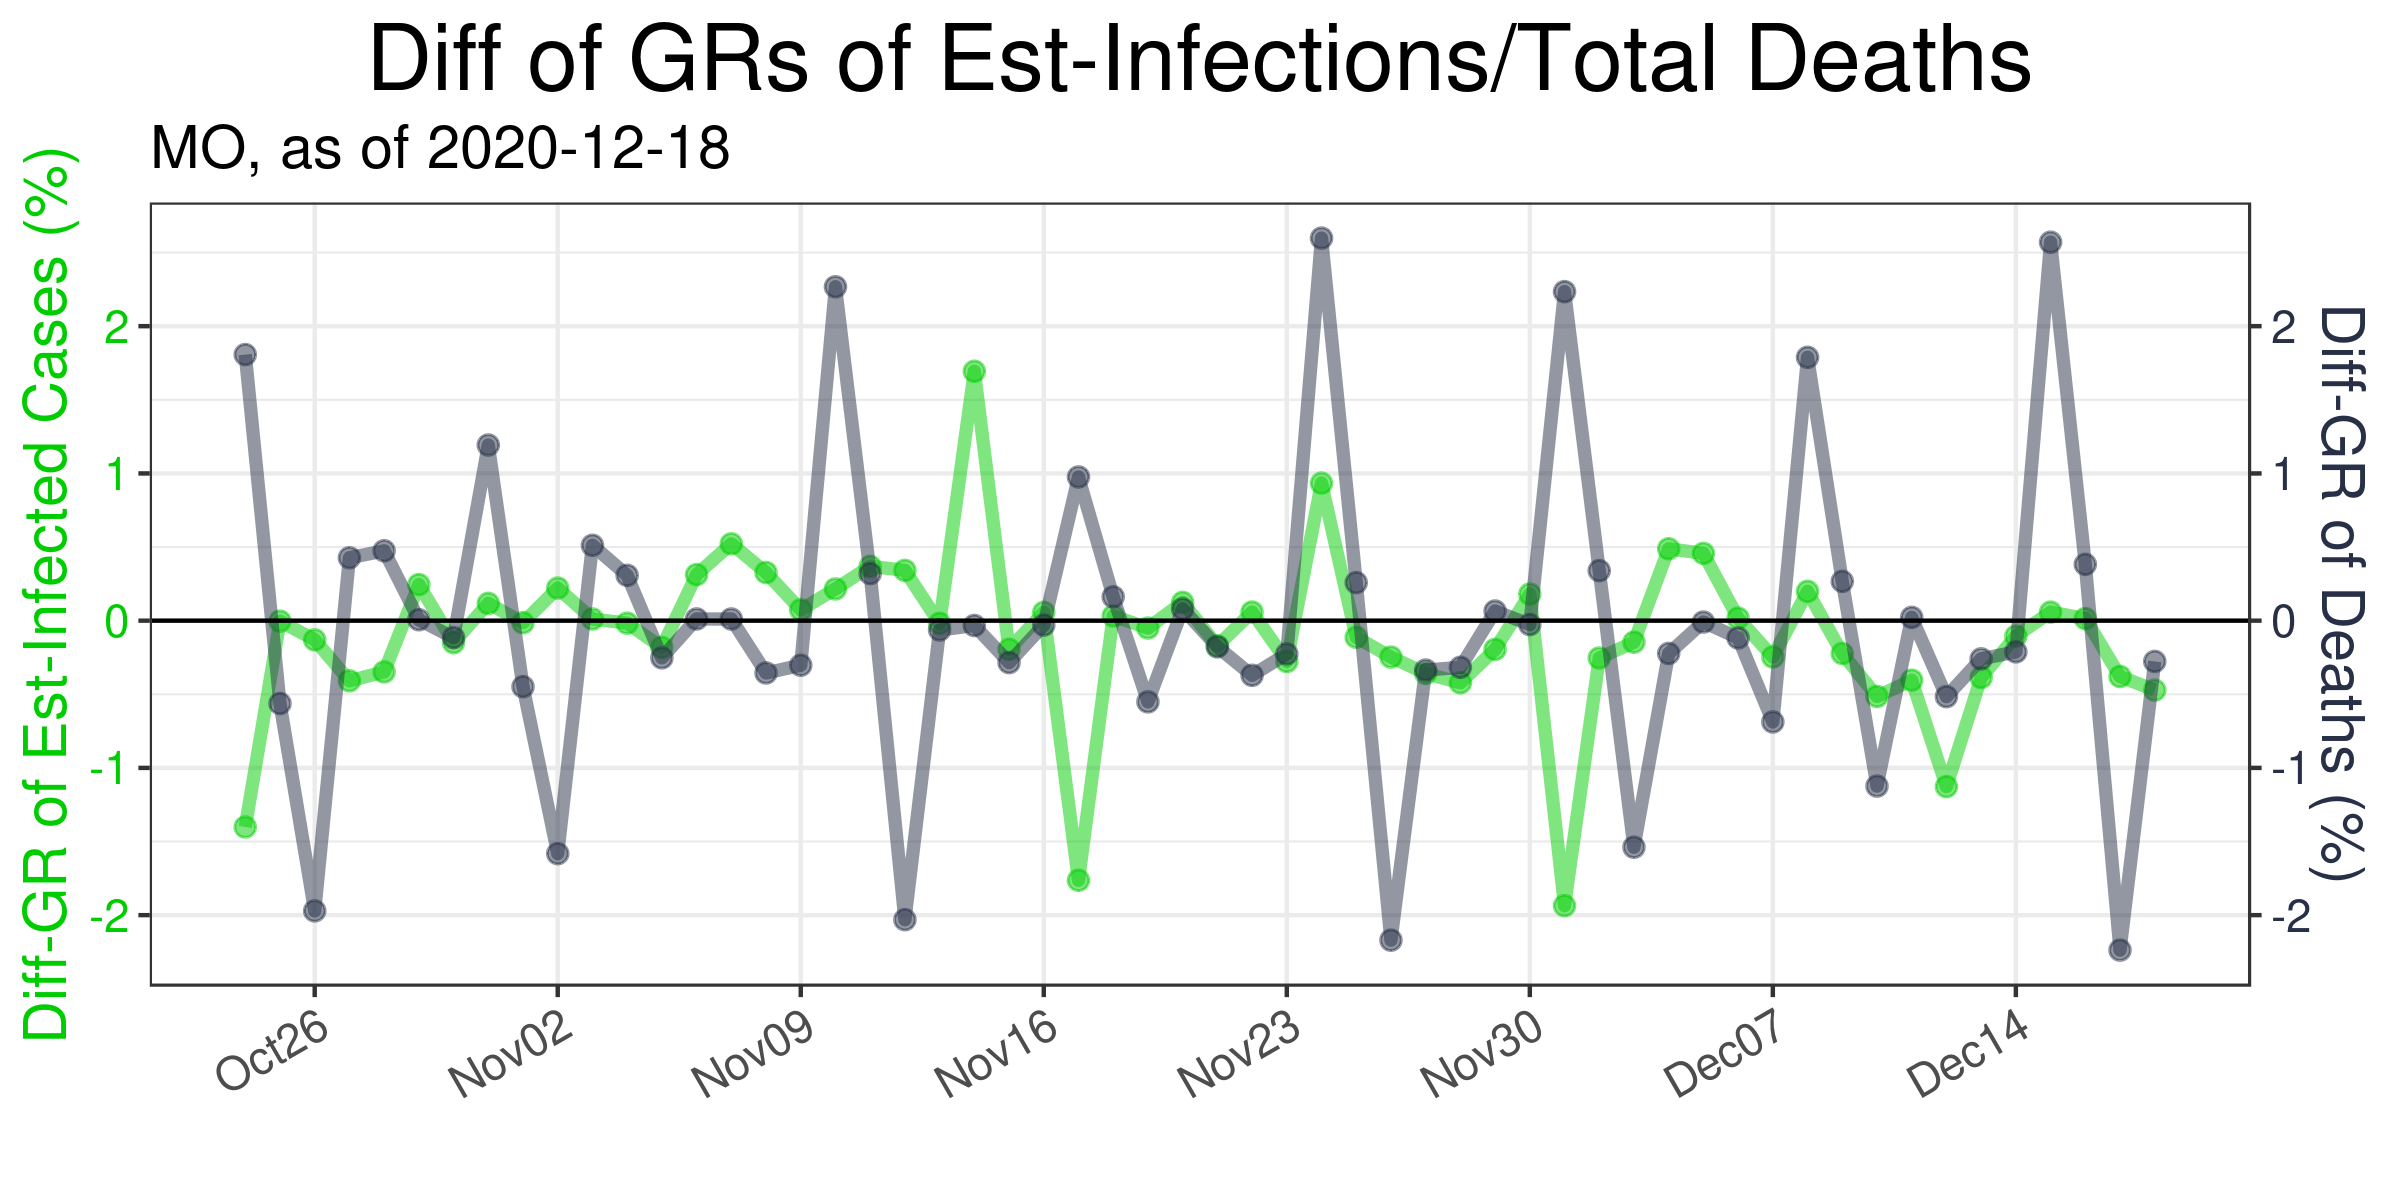 Diff of GRs of Est-Infections/Total Deaths
MO, as of 2020-12-18
Diff-GR of Est-Infected Cases (%)
2
1
0
-1
-2
2
1
0
-1
-2
Diff-GR of Deaths (%)
Oct26
Nov02
Nov09
Nov16
Nov23
Nov30
Dec07
Dec14